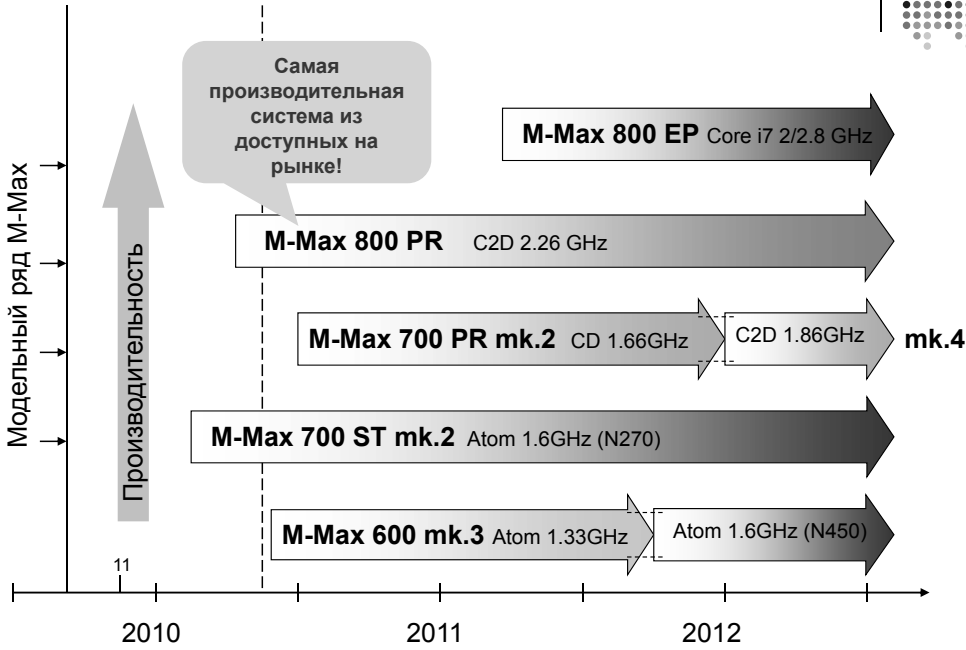 Самая
производительная
система из
доступных на
рынке!
M-Max 800 EP Core i7 2/2.8 GHz
M-Max 800 PR C2D 2.26 GHz
M-Max 700 PR mk.2 CD 1.66GHz
C2D 1.86GHz
mk.4
M-Max 700 ST mk.2 Atom 1.6GHz (N270)
M-Max 600 mk.3 Atom 1.33GHz
Atom 1.6GHz (N450)
Модельный ряд M-Max
Производительность
11
2010
2011
2012